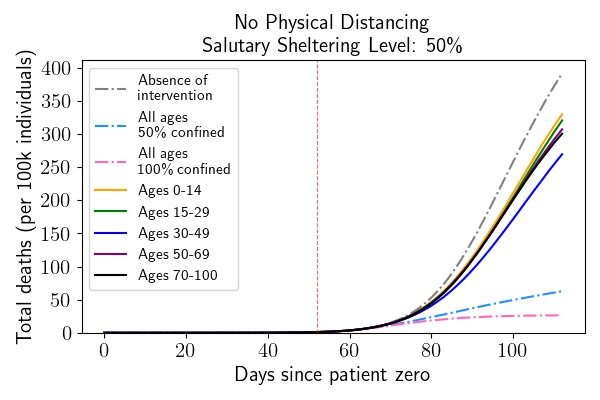 No Physical Distancing
Salutary Sheltering Level: 50%
Total deaths (per 100k individuals)
400
350
300
250
200
150
100
50
0
Absence of
intervention
All ages
50% confined
All ages
100% confined
Ages 0-14
Ages 15-29
Ages 30-49
Ages 50-69
Ages 70-100
0
20
40
60
80
100
Days since patient zero